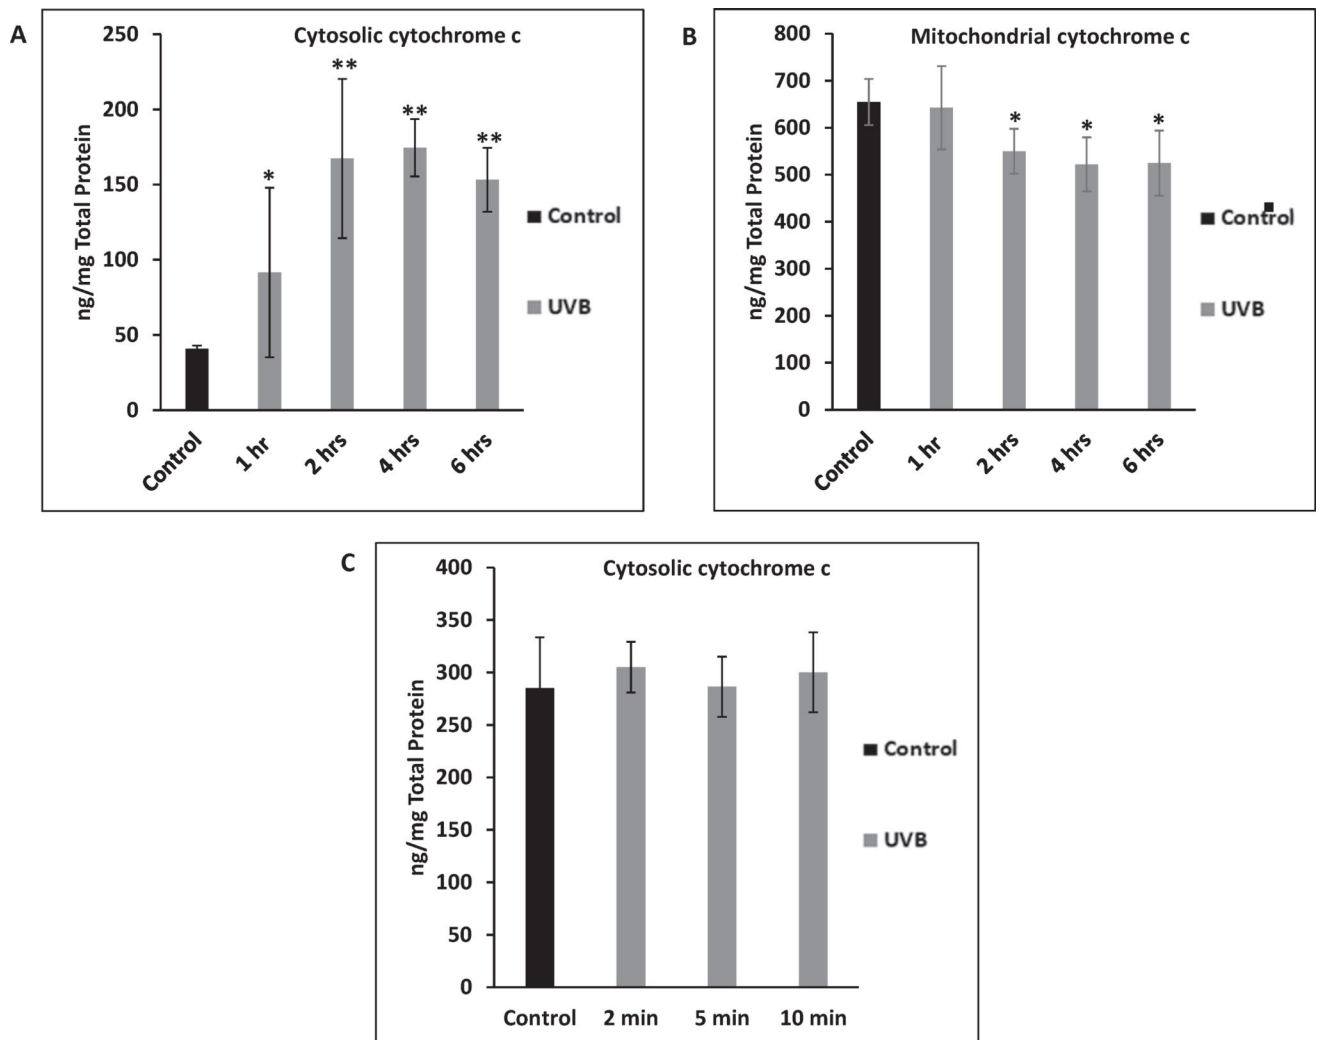 A
Cytosolic cytochrome c
ng/mg Total Protein
250
200
150
100
50
0
*
**
**
**
Control
1 hr
2 hrs
4 hrs
6 hrs
Control
UVB
B
Mitochondrial cytochrome c
ng/mg Total Protein
800
700
600
500
400
300
200
100
0
*
*
*
Control
1 hr
2 hrs
4 hrs
6 hrs
Control
UVB
C
Cytosolic cytochrome c
ng/mg Total Protein
400
350
300
250
200
150
100
50
0
Control
2 min
5 min
10 min
Control
UVB